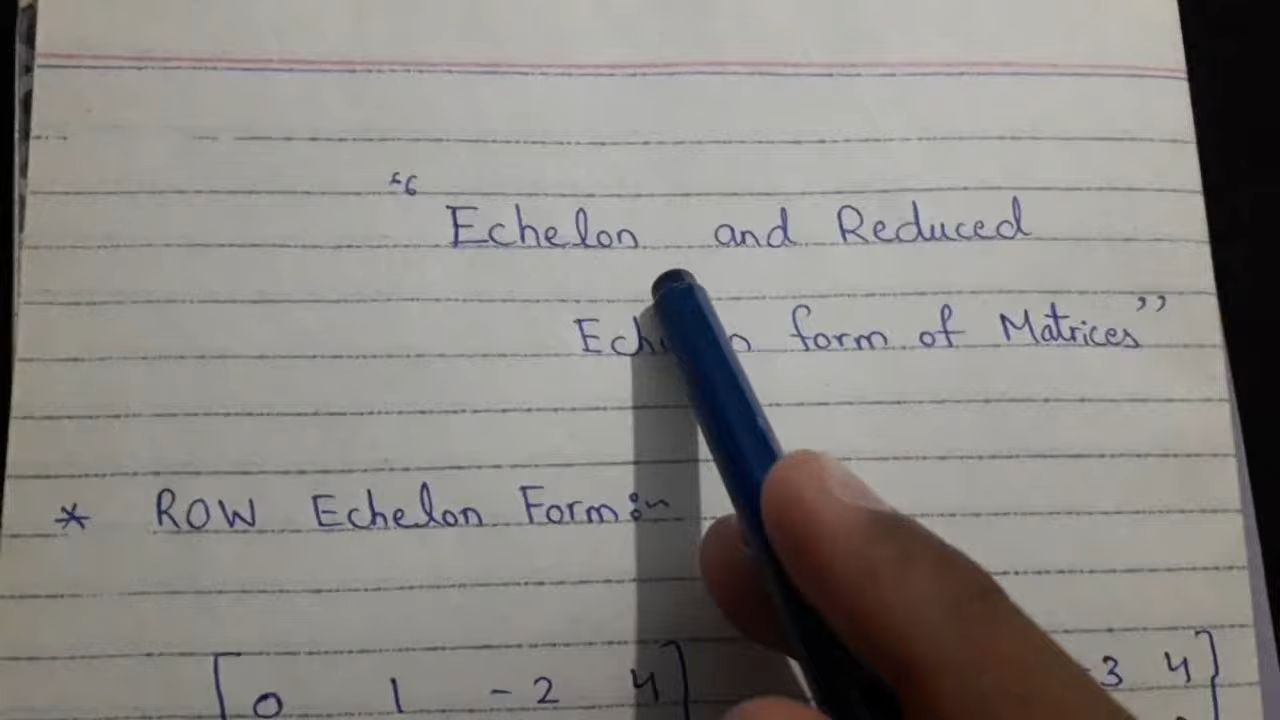 “
Echelon and Reduced
form of Matrices”
* ROW Echelon Form:~
[0 1 -2 4] 3 4]